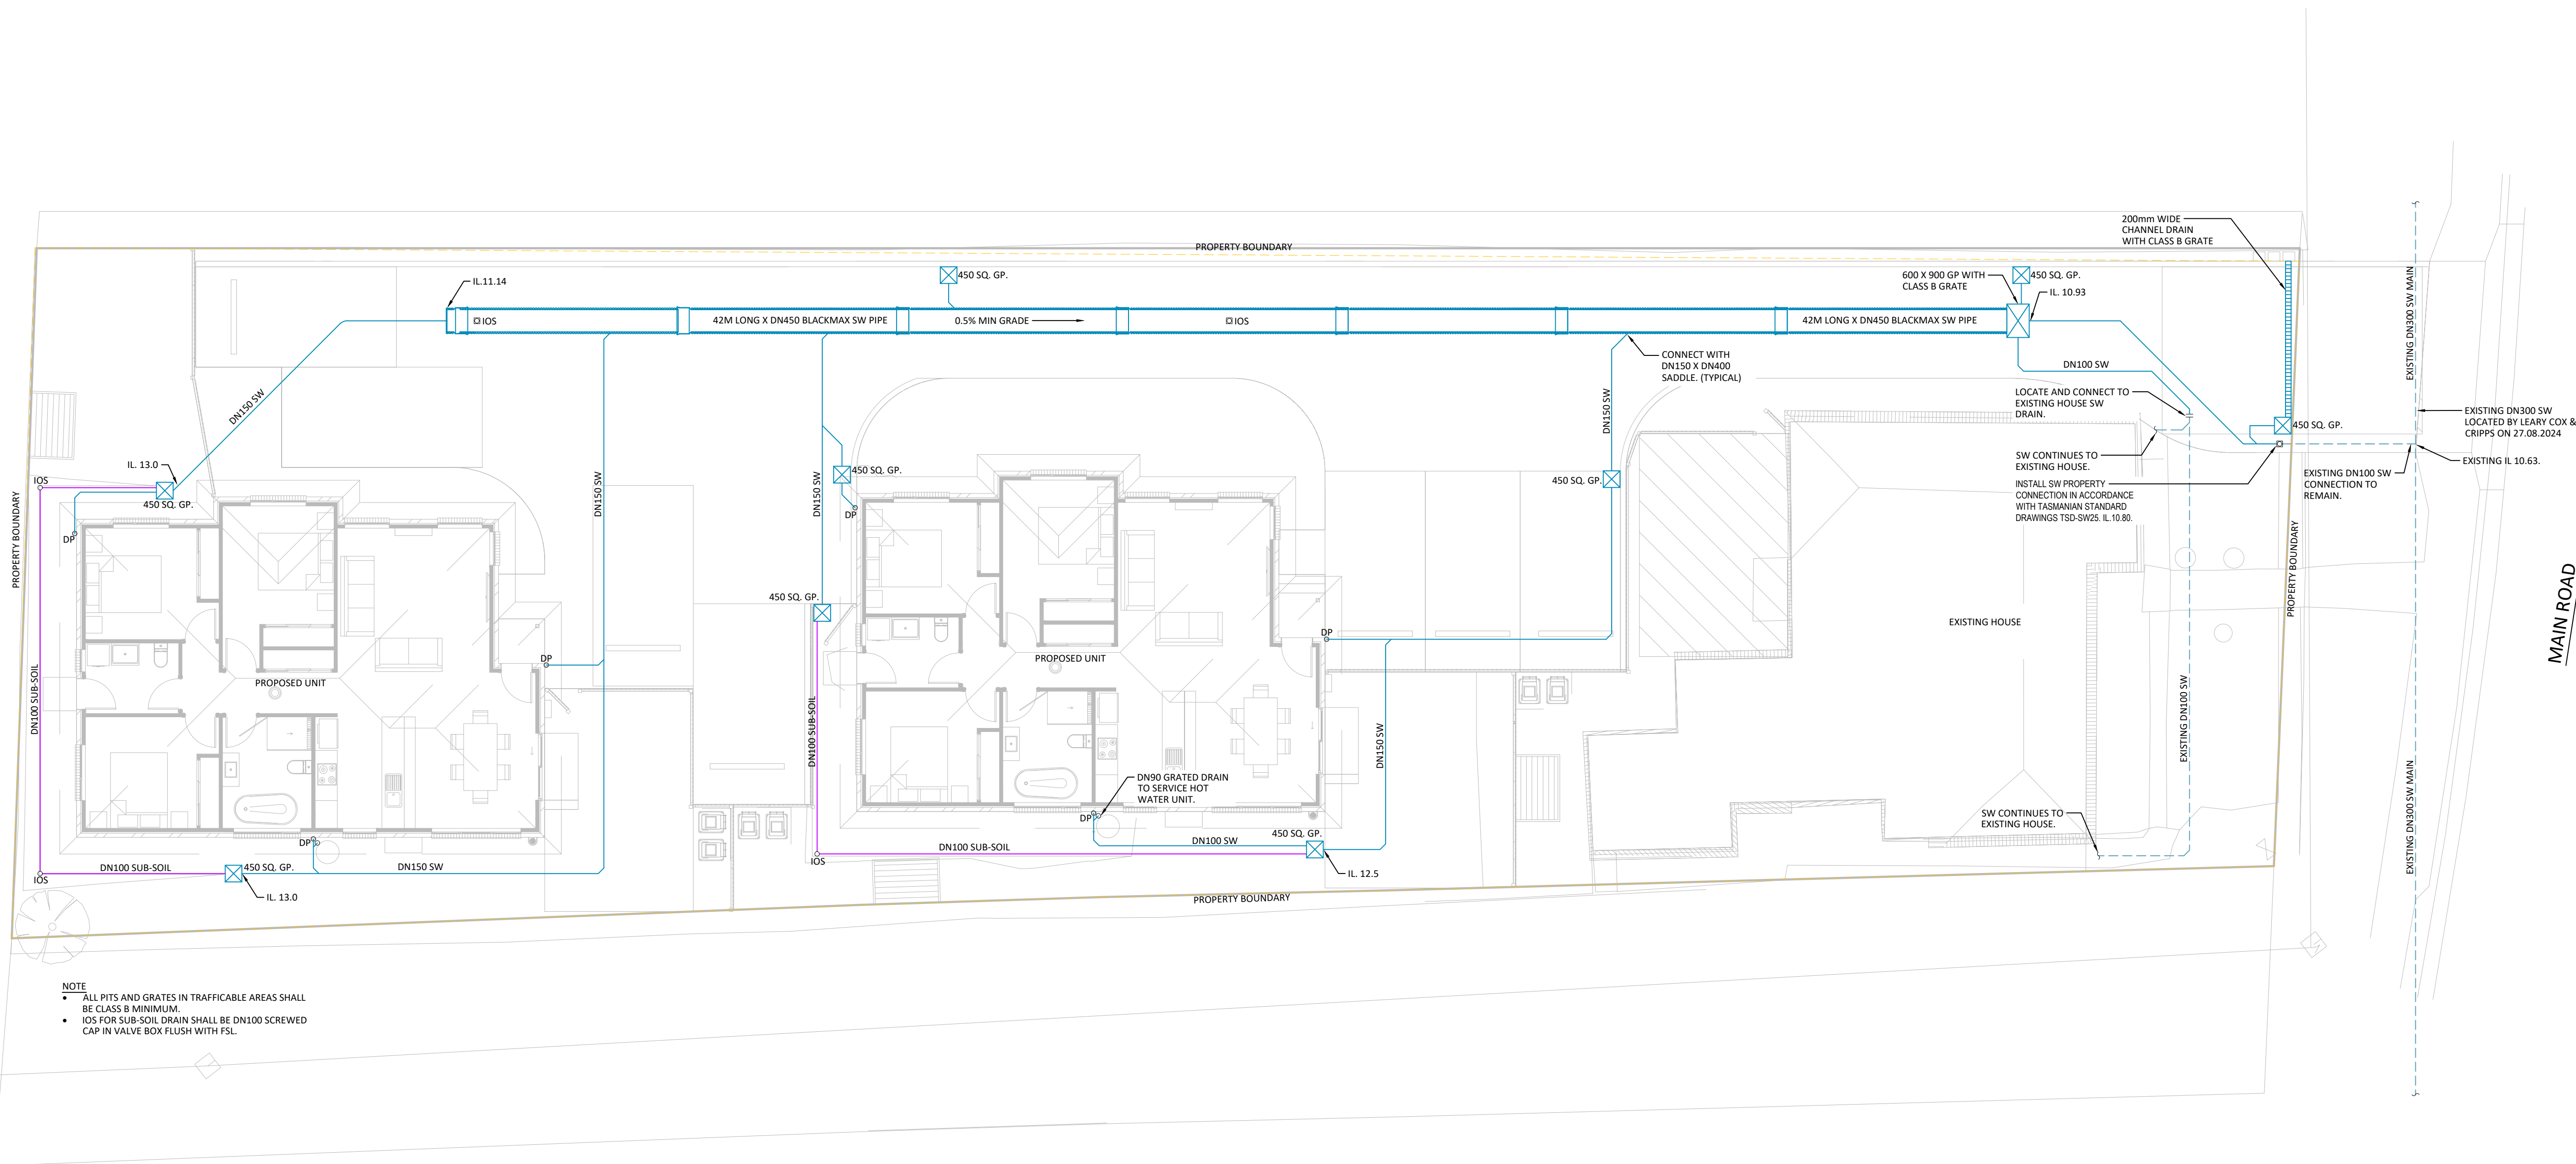 200mm WIDE
CHANNEL DRAIN
WITH CLASS B GRATE
PROPERTY BOUNDARY
IL.11.14
450 SQ. GP.
600 X 900 GP WITH
CLASS B GRATE
450 SQ. GP.
IL. 10.93
EXISTING DN300 SW MAIN
IOS
42M LONG X DN450 BLACKMAX SW PIPE
0.5% MIN GRADE
IOS
42M LONG X DN450 BLACKMAX SW PIPE
CONNECT WITH
DN150 X DN400
SADDLE. (TYPICAL)
DN100 SW
DN150 SW
DN150 SW
LOCATE AND CONNECT TO
EXISTING HOUSE SW
DRAIN.
EXISTING DN300 SW
LOCATED BY LEARY COX &
CRIPPS ON 27.08.2024
450 SQ. GP.
SW CONTINUES TO
EXISTING HOUSE.
EXISTING IL 10.63.
EXISTING DN100 SW
CONNECTION TO
REMAIN.
INSTALL SW PROPERTY
CONNECTION IN ACCORDANCE
WITH TASMANIAN STANDARD
DRAWINGS TSD-SW25. IL.10.80.
IL. 13.0
IOS
450 SQ. GP.
DP
DN150 SW
DN150 SW
450 SQ. GP.
DP
450 SQ. GP.
PROPERTY BOUNDARY
PROPERTY BOUNDARY
MAIN ROAD
450 SQ. GP.
EXISTING HOUSE
DP
DP
PROPOSED UNIT
PROPOSED UNIT
DN100 SUB-SOIL
DN100 SUB-SOIL
DN150 SW
EXISTING DN100 SW
DN90 GRATED DRAIN
TO SERVICE HOT
WATER UNIT.
DP
SW CONTINUES TO
EXISTING HOUSE.
EXISTING DN300 SW MAIN
450 SQ. GP.
DN100 SW
DN100 SUB-SOIL
IOS
DP
IL. 12.5
DN100 SUB-SOIL
IOS
450 SQ. GP.
DN150 SW
IL. 13.0
PROPERTY BOUNDARY
NOTE
• ALL PITS AND GRATES IN TRAFFICABLE AREAS SHALL
BE CLASS B MINIMUM.
• IOS FOR SUB-SOIL DRAIN SHALL BE DN100 SCREWED
CAP IN VALVE BOX FLUSH WITH FSL.